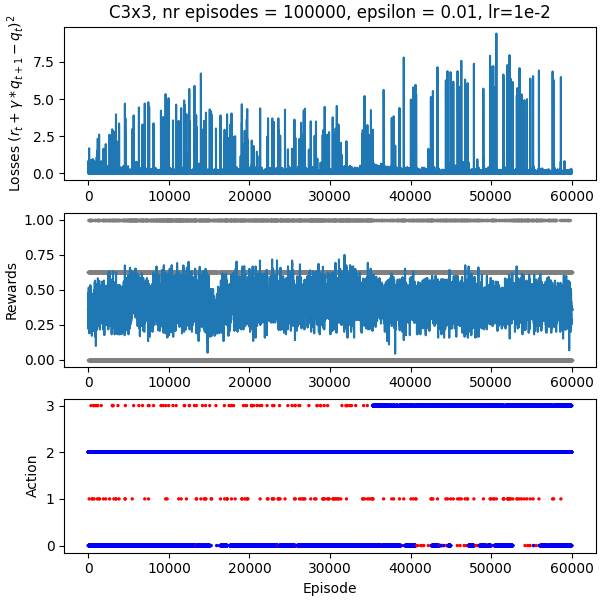 C3x3, nr episodes = 100000, epsilon = 0.01, lr=1e-2
Losses $(r_t + \gamma * q_{t+1} - q_t)^2$
7.5
5.0
2.5
0.0
0 10000 20000 30000 40000 50000 60000
Rewards
1.00
0.75
0.50
0.25
0.00
0 10000 20000 30000 40000 50000 60000
Action
3
2
1
0
0 10000 20000 30000 40000 50000 60000
Episode